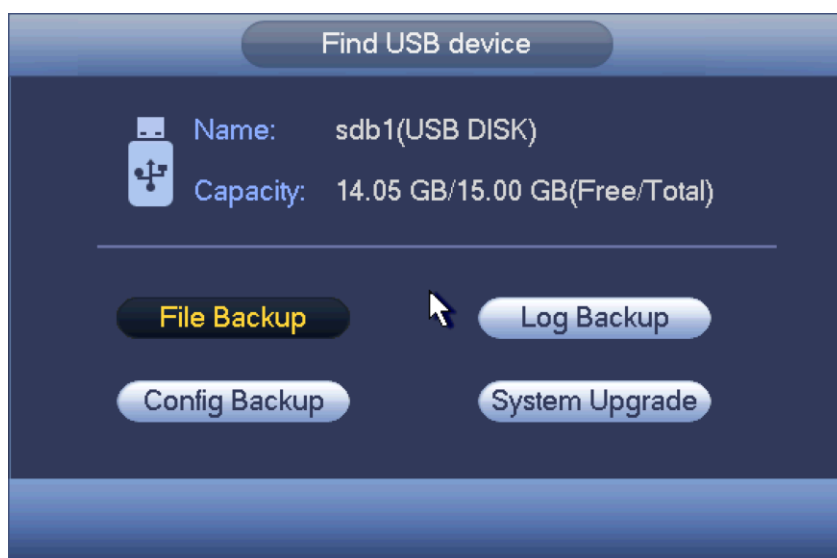 Find USB device
Name: sdb1(USB DISK)
Capacity: 14.05 GB/15.00 GB(Free/Total)
File Backup Log Backup
Config Backup System Upgrade